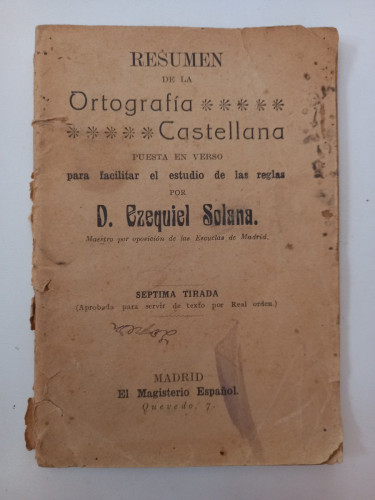 RESUMEN
DE LA
Ortografía
Castellana
PUESTA EN VERSO
para facilitar el estudio de las reglas
POR
D. Ezequiel Solana.
Maestro por oposición de las Escuelas de Madrid.
SEPTIMA TIRADA
(Aprobada para servir de texto por Real orden.)
MADRID
El Magisterio Español.
Quevedo, 7.